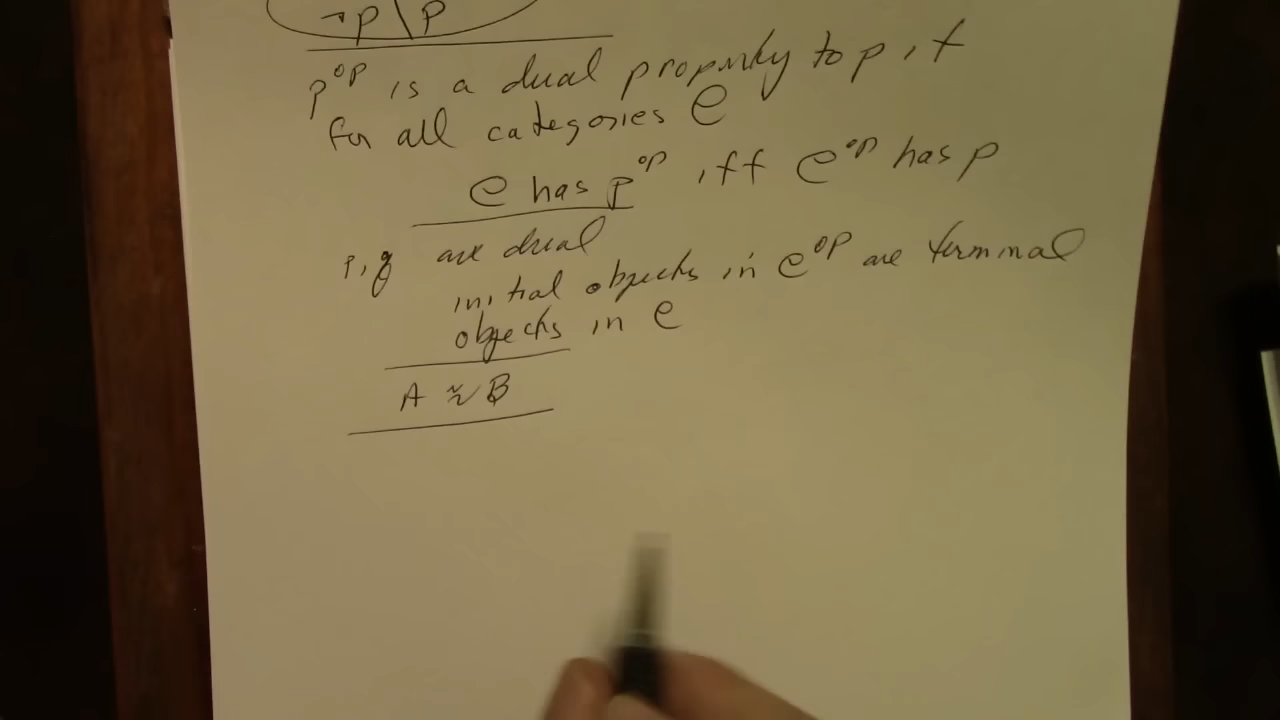 ¬p \ p
p^op is a dual property to p if
for all categories C
C has p^op iff C^op has p
p, q are dual
initial objects in C^op are terminal
objects in C
A ≈ B